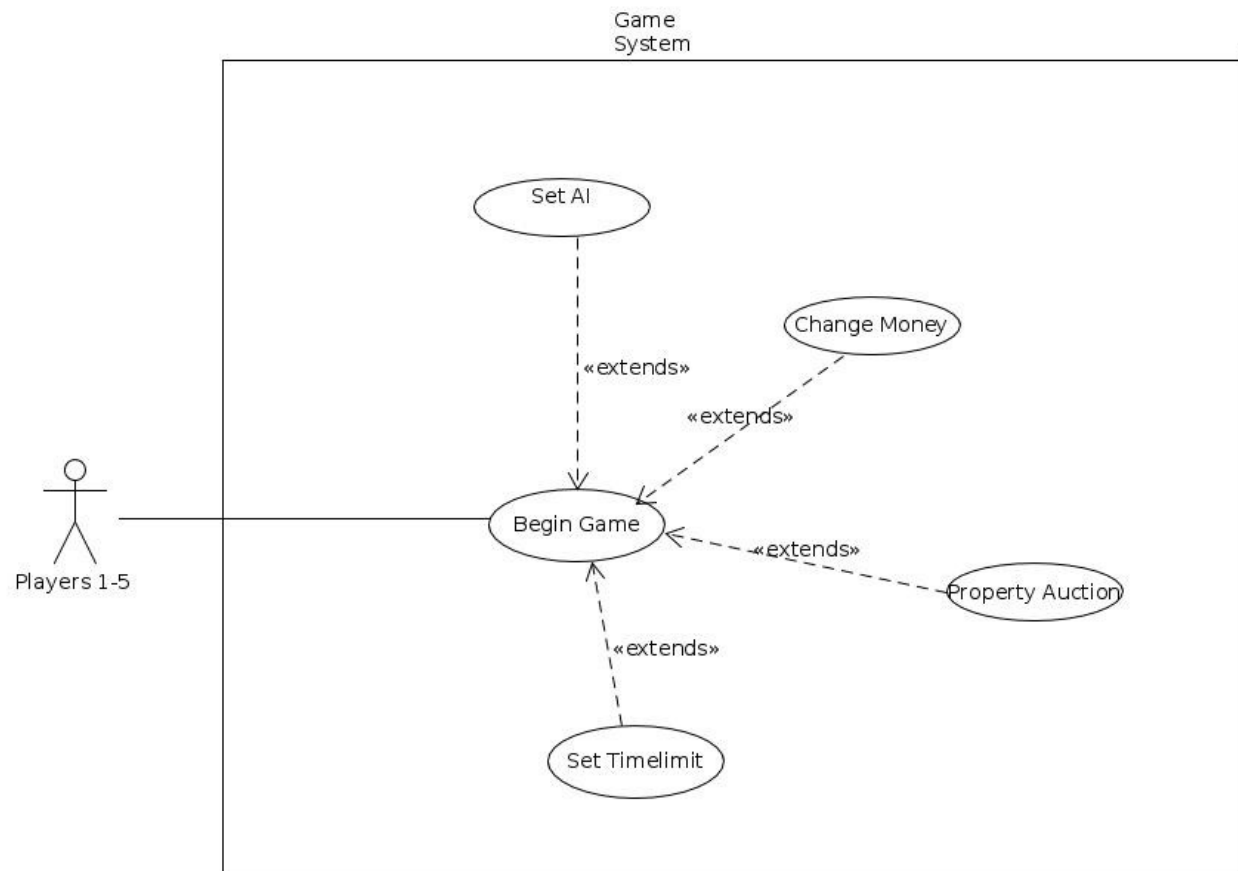 Game
System
Set AI
Change Money
«extends»
«extends»
Begin Game
«extends»
Players 1-5
Property Auction
«extends»
Set Timelimit